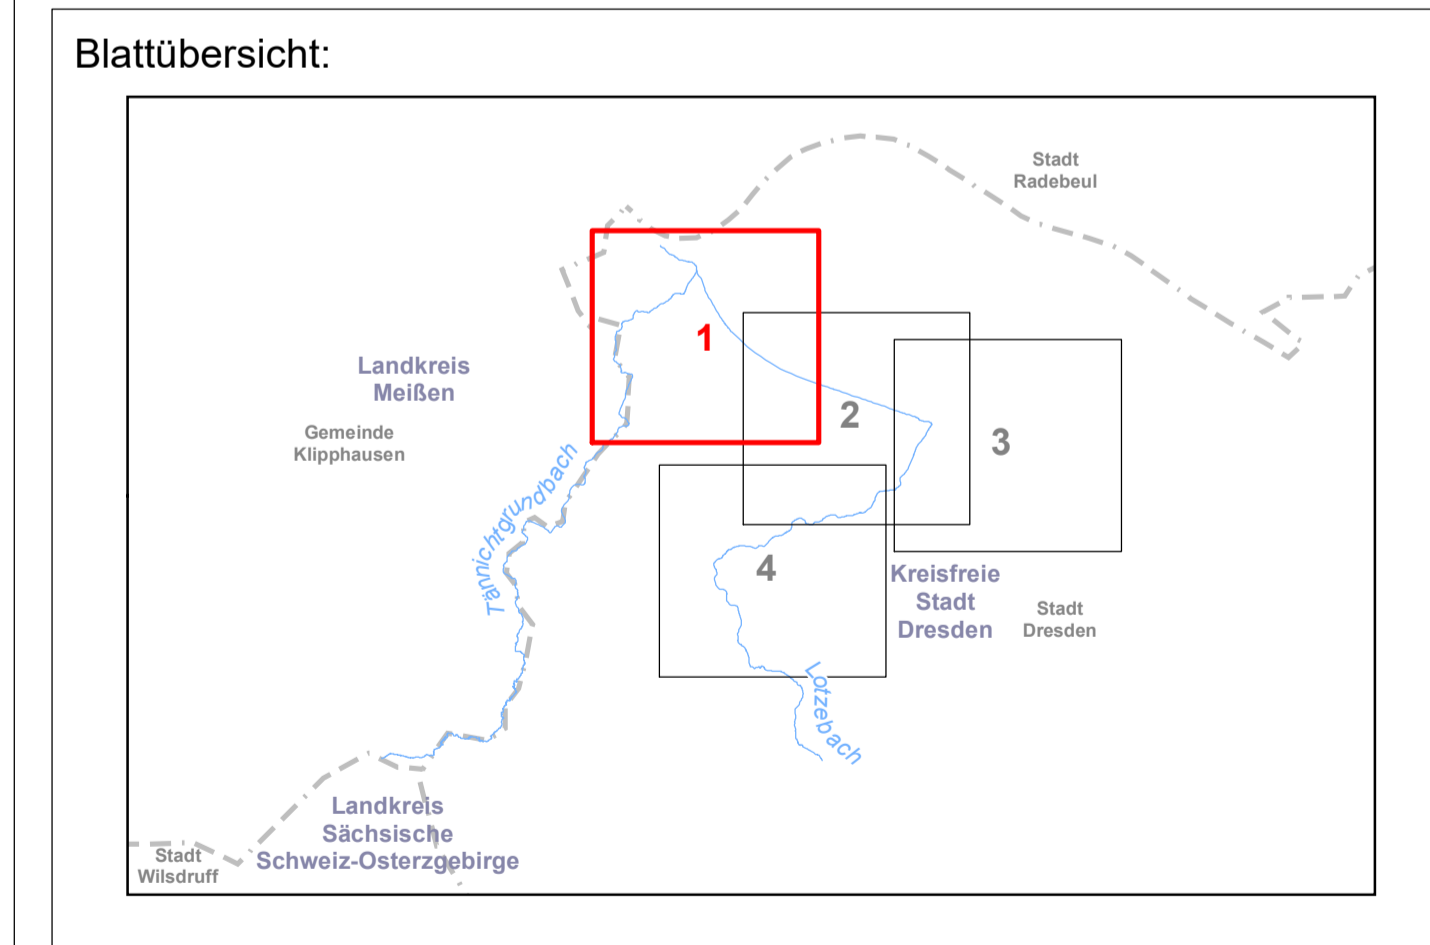 Blattübersicht:
Stadt
Radebeul
1
Landkreis
Meißen
2
Gemeinde
Klipphausen
3
Tännichtgrundbach
4
Kreisfreie
Stadt
Dresden
Stadt
Dresden
Lotzebach
Landkreis
Sächsische
Schweiz-Osterzgebirge
Stadt
Wilsdruff